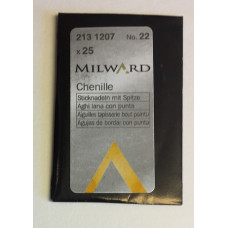 213 1207 No. 22
x 25
MILWARD
Chenille
Sticknadeln mit Spitze
Aghi lana con punta
Aiguilles tapisserie bout pointu
Agujas de bordar con punta